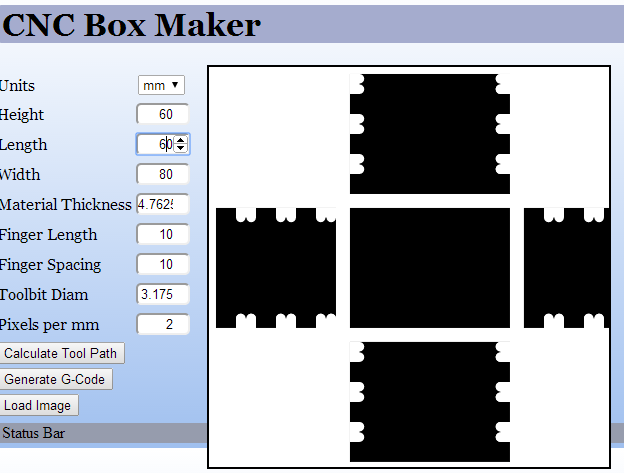 CNC Box Maker
Units mm
Height 60
Length 60
Width 80
Material Thickness 4.762
Finger Length 10
Finger Spacing 10
Toolbit Diam 3.175
Pixels per mm 2
Calculate Tool Path
Generate G-Code
Load Image
Status Bar